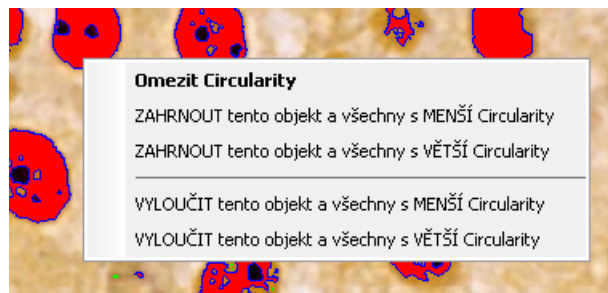 Omezit Circularity
ZAHRNOUT tento objekt a všechny s MENŠÍ Circularity
ZAHRNOUT tento objekt a všechny s VĚTŠÍ Circularity
VYLOUČIT tento objekt a všechny s MENŠÍ Circularity
VYLOUČIT tento objekt a všechny s VĚTŠÍ Circularity